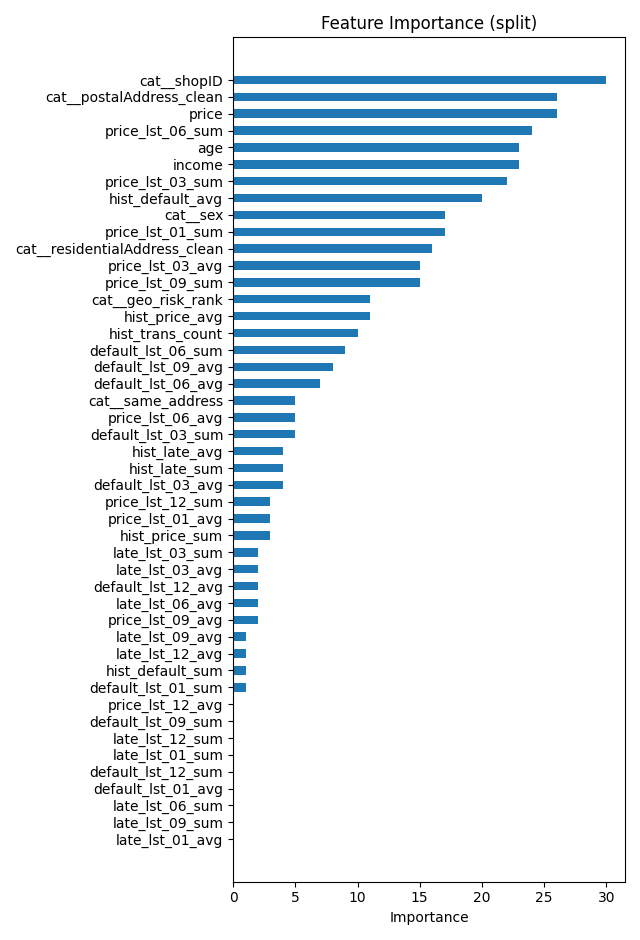 Feature Importance (split)
cat__shopID
cat__postalAddress_clean
price
price_lst_06_sum
age
income
price_lst_03_sum
hist_default_avg
cat__sex
price_lst_01_sum
cat__residentialAddress_clean
price_lst_03_avg
price_lst_09_sum
cat__geo_risk_rank
hist_price_avg
hist_trans_count
default_lst_06_sum
default_lst_09_avg
default_lst_06_avg
cat__same_address
price_lst_06_avg
default_lst_03_sum
hist_late_avg
hist_late_sum
default_lst_03_avg
price_lst_12_sum
price_lst_01_avg
hist_price_sum
late_lst_03_sum
late_lst_03_avg
default_lst_12_avg
late_lst_06_avg
price_lst_09_avg
late_lst_09_avg
late_lst_12_avg
hist_default_sum
default_lst_01_sum
price_lst_12_avg
default_lst_09_sum
late_lst_12_sum
late_lst_01_sum
default_lst_12_sum
default_lst_01_avg
late_lst_06_sum
late_lst_09_sum
late_lst_01_avg
0 5 10 15 20 25 30
Importance